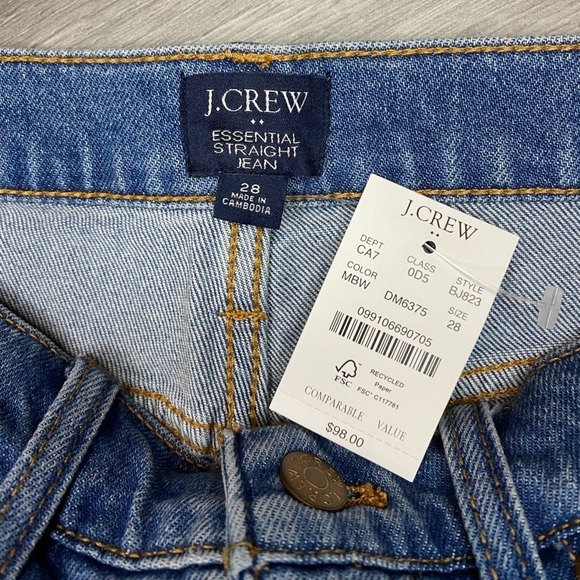 J.CREW
ESSENTIAL
STRAIGHT
JEAN
28
MADE IN
CAMBODIA
J.CREW
DEPT CLASS STYLE
CA7 0D5 BJ823
COLOR SIZE
MBW DM6375 28
099106690705
FSC
RECYCLED
Paper
FSC® C117781
COMPARABLE VALUE
$98.00